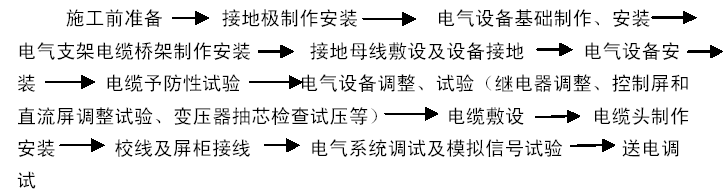 施工前准备 → 接地极制作安装 → 电气设备基础制作、安装 →
电气支架电缆桥架制作安装 → 接地母线敷设及设备接地 → 电气设备安
装 → 电缆予防性试验 → 电气设备调整、试验（继电器调整、控制屏和
直流屏调整试验、变压器抽芯检查试压等）→ 电缆敷设 → 电缆头制作
安装 → 校线及屏柜接线 → 电气系统调试及模拟信号试验 → 送电调
试